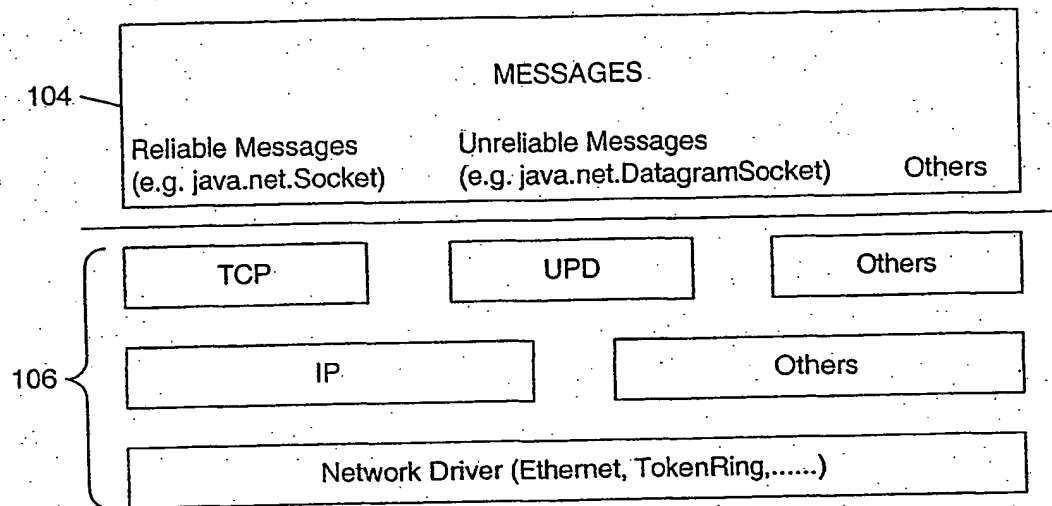 MESSAGES
104
Reliable Messages
(e.g. java.net.Socket)
Unreliable Messages
(e.g. java.net.DatagramSocket)
Others
TCP
UPD
Others
106
IP
Others
Network Driver (Ethernet, TokenRing,......)